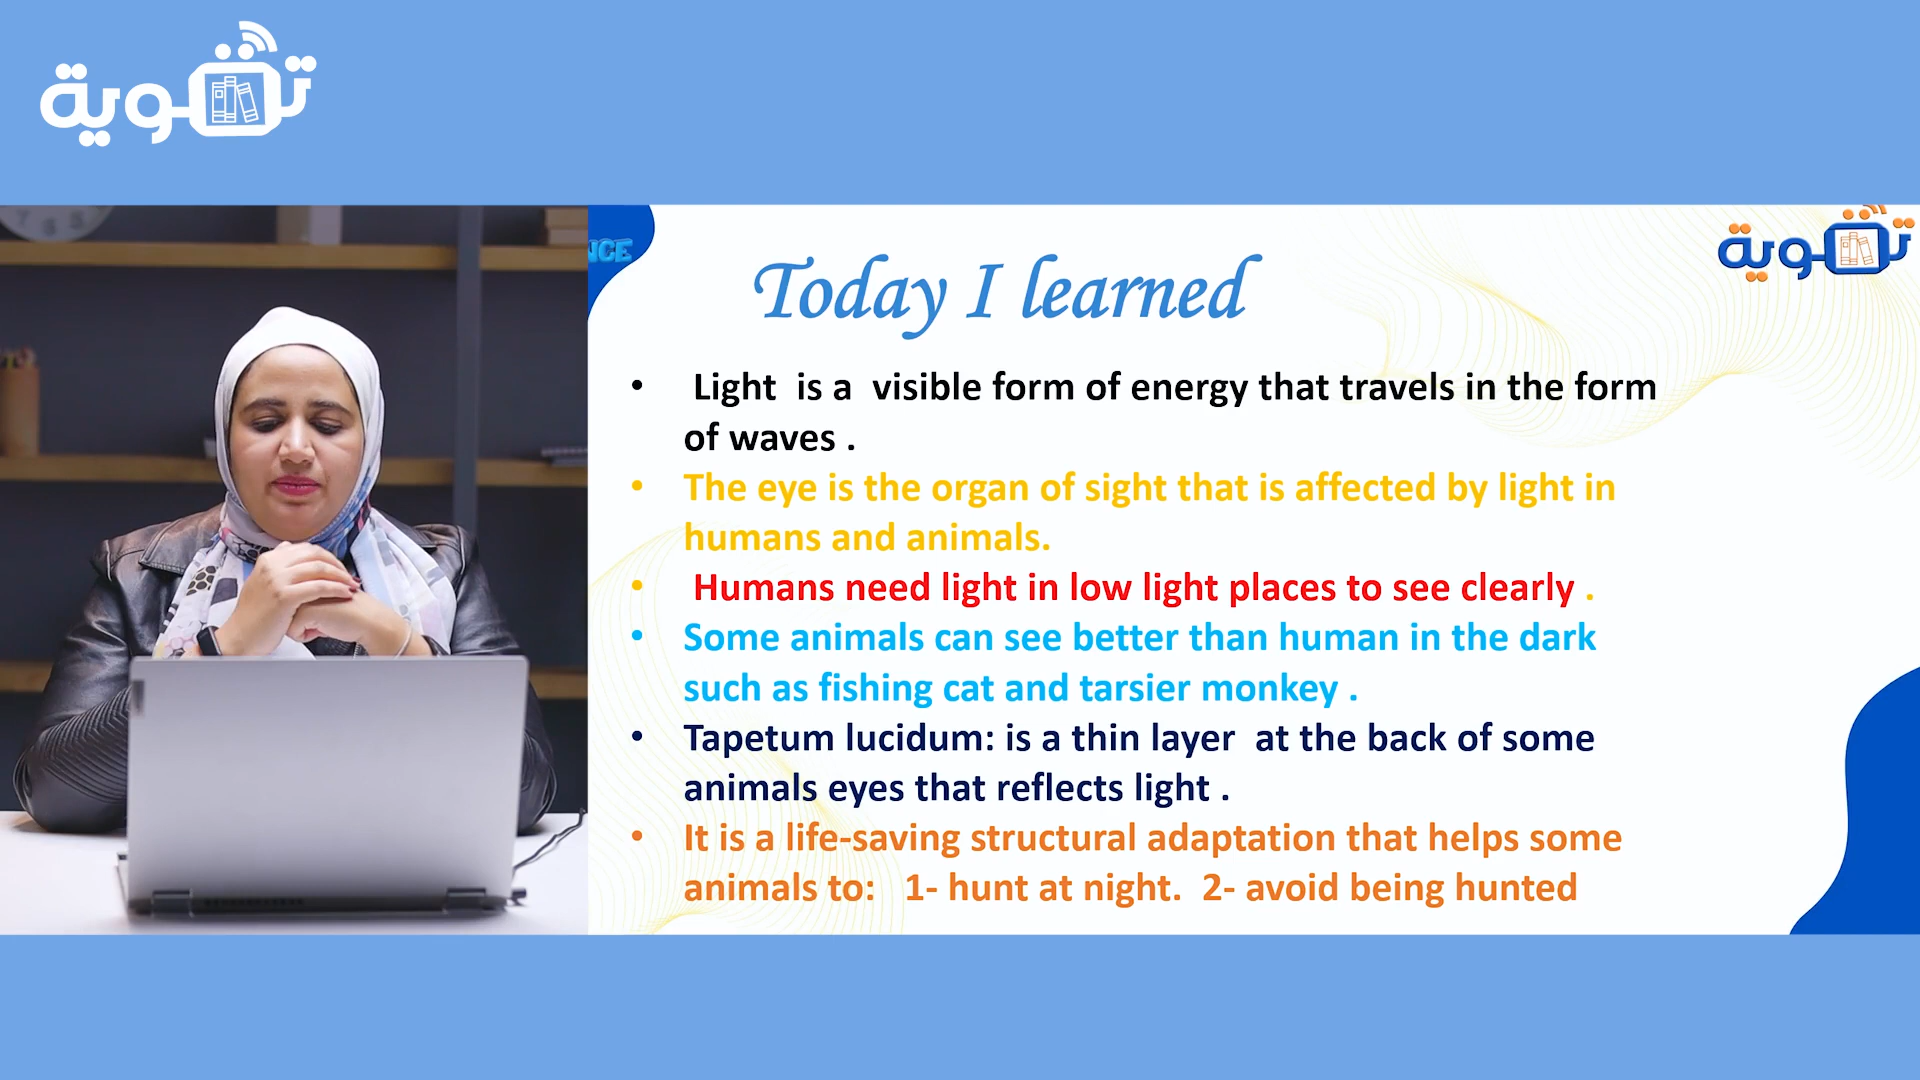 تقوية
NCE
تقوية
Today I learned
• Light is a visible form of energy that travels in the form
of waves .
• The eye is the organ of sight that is affected by light in
humans and animals.
• Humans need light in low light places to see clearly .
• Some animals can see better than human in the dark
such as fishing cat and tarsier monkey .
• Tapetum lucidum: is a thin layer at the back of some
animals eyes that reflects light .
• It is a life-saving structural adaptation that helps some
animals to: 1- hunt at night. 2- avoid being hunted